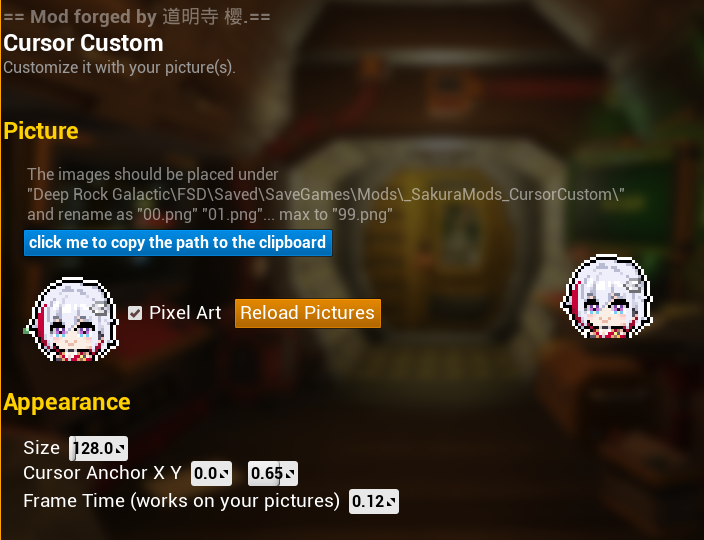 == Mod forged by 道明寺 樱.==
Cursor Custom
Customize it with your picture(s).
Picture
The images should be placed under
"Deep Rock Galactic\FSD\Saved\SaveGames\Mods\_SakuraMods_CursorCustom\"
and rename as "00.png" "01.png"... max to "99.png"
click me to copy the path to the clipboard
Pixel Art
Reload Pictures
Appearance
Size 128.0
Cursor Anchor X Y 0.0 0.65
Frame Time (works on your pictures) 0.12